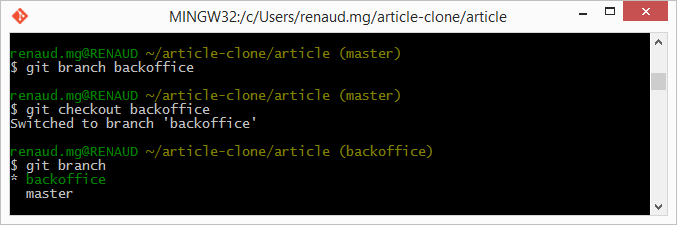 MINGW32:/c/Users/renaud.mg/article-clone/article
renaud.mg@RENAUD ~/article-clone/article (master)
$ git branch backoffice
renaud.mg@RENAUD ~/article-clone/article (master)
$ git checkout backoffice
Switched to branch 'backoffice'
renaud.mg@RENAUD ~/article-clone/article (backoffice)
$ git branch
* backoffice
  master